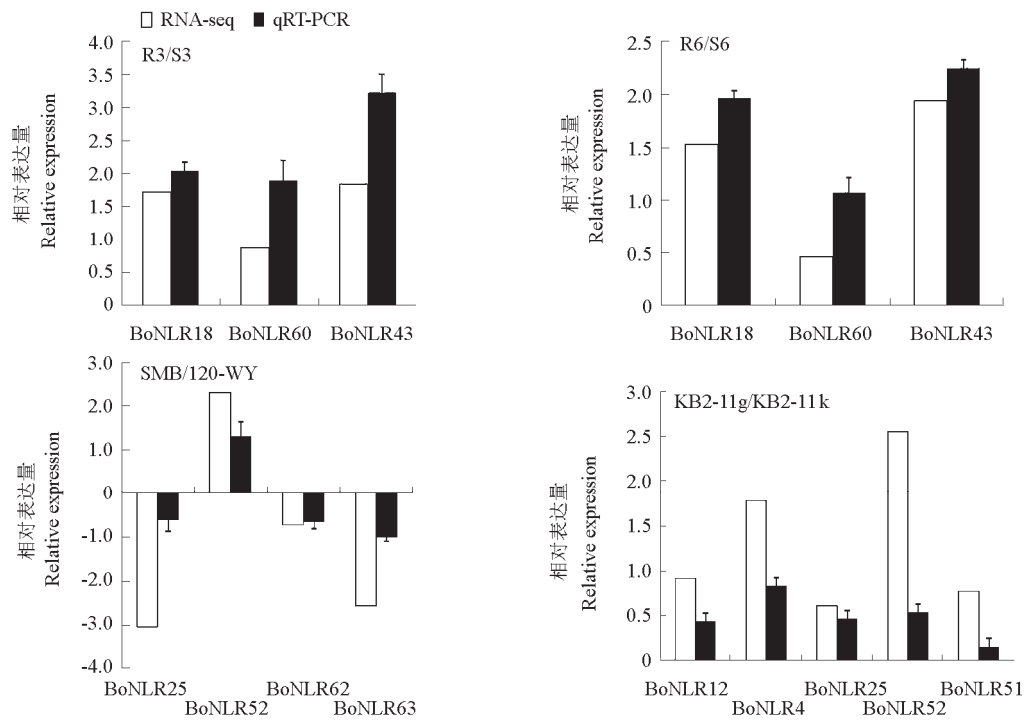 RNA-seq qRT-PCR
R3/S3
4.0
3.5
3.0
2.5
2.0
1.5
1.0
0.5
0
相对表达量
Relative expression
BoNLR18 BoNLR60 BoNLR43
R6/S6
2.5
2.0
1.5
1.0
0.5
0
相对表达量
Relative expression
BoNLR18 BoNLR60 BoNLR43
SMB/120-WY
3.0
2.0
1.0
0
-1.0
-2.0
-3.0
-4.0
相对表达量
Relative expression
BoNLR25 BoNLR62
BoNLR52 BoNLR63
KB2-11g/KB2-11k
3.0
2.5
2.0
1.5
1.0
0.5
0
相对表达量
Relative expression
BoNLR12 BoNLR25 BoNLR51
BoNLR4 BoNLR52